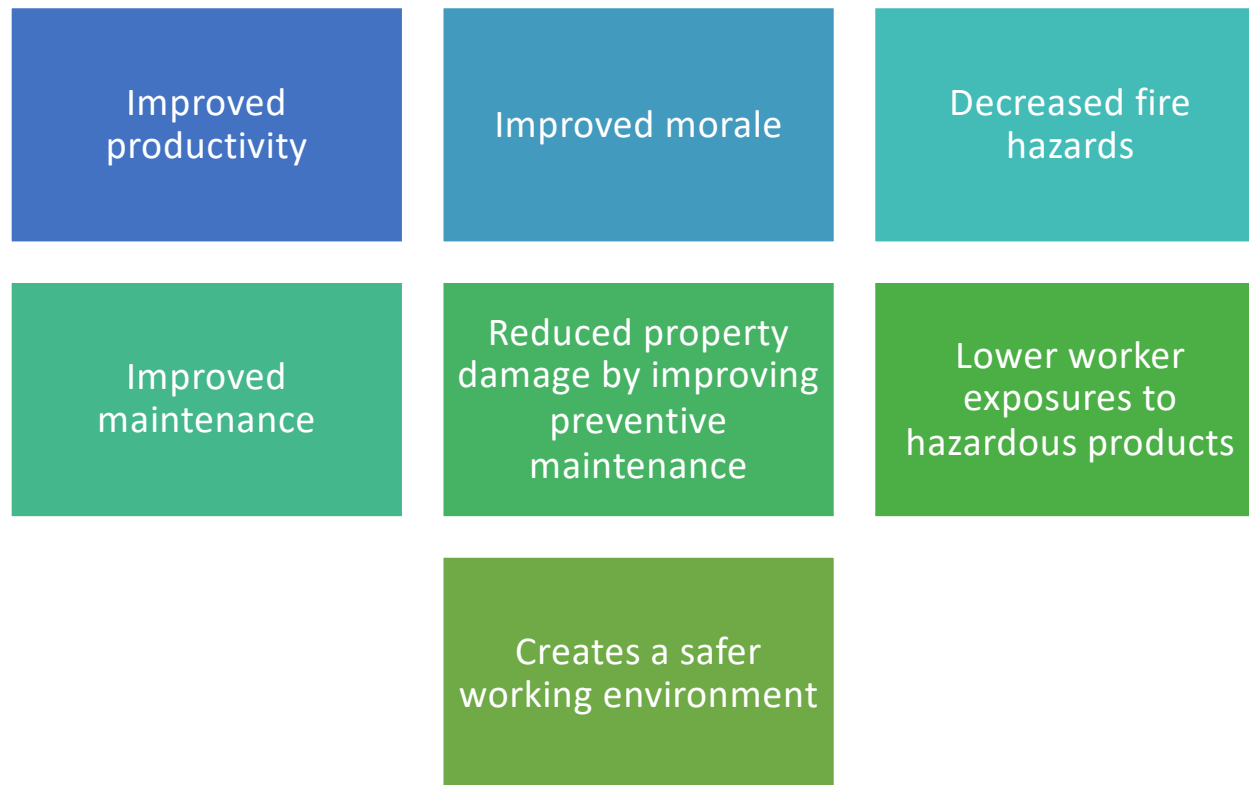 Improved
productivity
Improved morale
Decreased fire
hazards
Improved
maintenance
Reduced property
damage by improving
preventive
maintenance
Lower worker
exposures to
hazardous products
Creates a safer
working environment